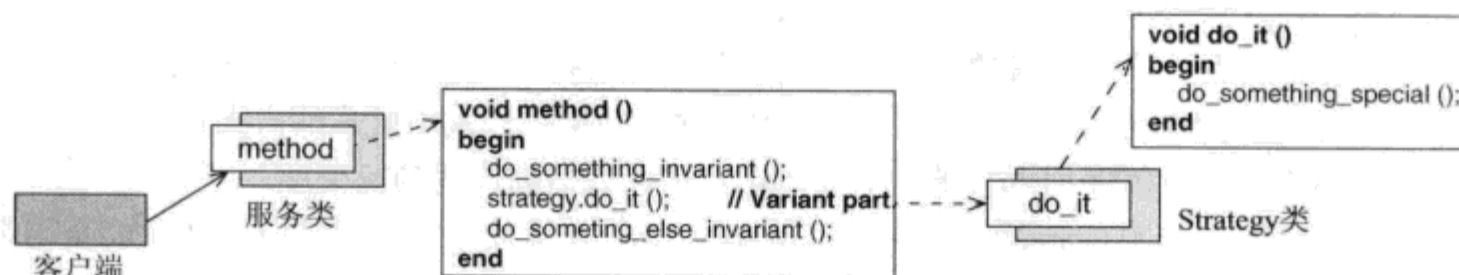 客户端
method
服务类
void method ()
begin
do_something_invariant ();
strategy.do_it ();     // Variant part
do_someting_else_invariant ();
end
do_it
Strategy类
void do_it ()
begin
do_something_special ();
end